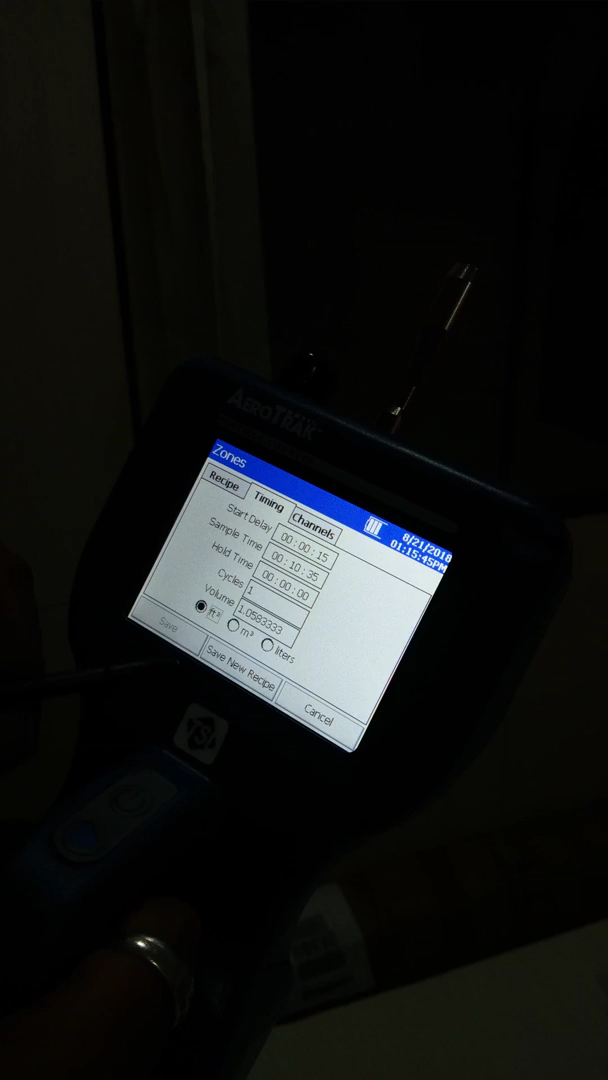 AEROTRAK
Zones
8/21/2018
01:15:45PM
Recipe Timing Channels
Start Delay 00:00:15
Sample Time 00:10:35
Hold Time 00:00:00
Cycles 1
Volume 1.0583333
ft³ m³ liters
Save Save New Recipe Cancel
TSI